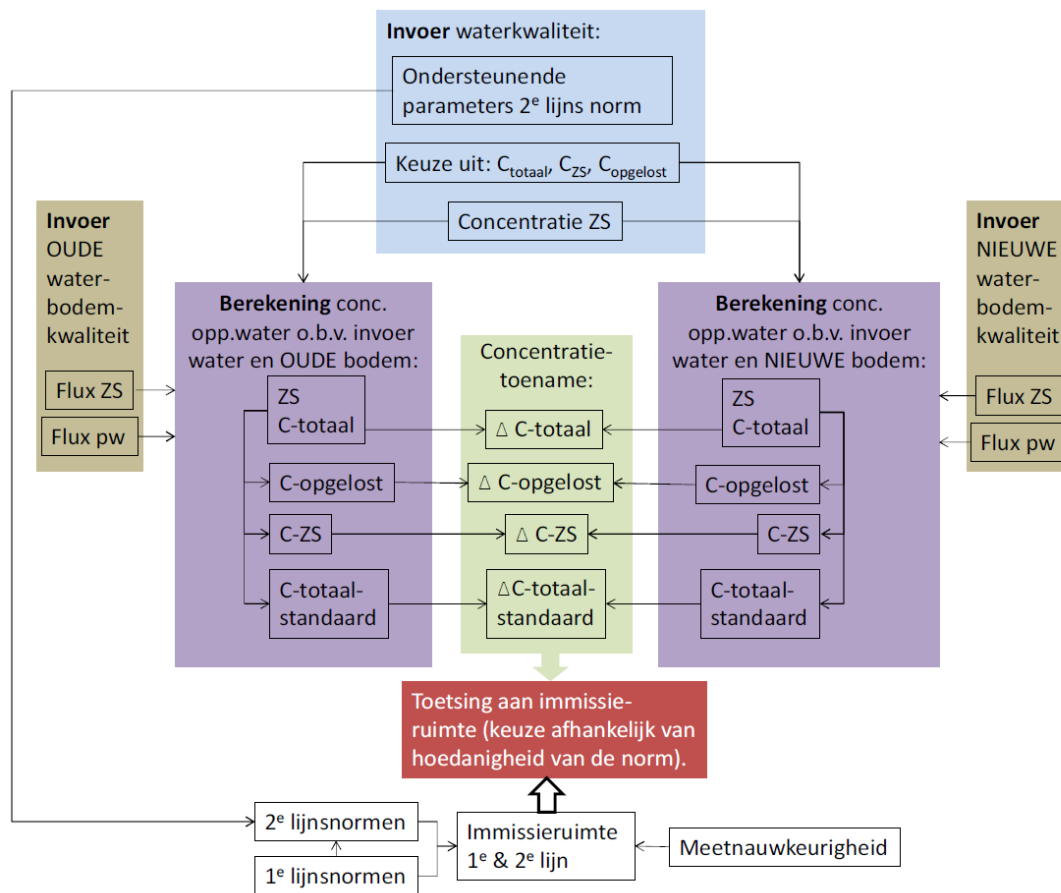 Invoer waterkwaliteit:
Ondersteunende
parameters 2e lijns norm
Keuze uit: Ctotaal, CZS, Copgelost
Concentratie ZS
Invoer
OUDE
water-
bodem-
kwaliteit
Flux ZS
Flux pw
Berekening conc.
opp.water o.b.v. invoer
water en OUDE bodem:
ZS
C-totaal
C-opgelost
C-ZS
C-totaal-
standaard
Concentratie-
toename:
Δ C-totaal
Δ C-opgelost
Δ C-ZS
ΔC-totaal-
standaard
Berekening conc.
opp.water o.b.v. invoer
water en NIEUWE bodem:
ZS
C-totaal
C-opgelost
C-ZS
C-totaal-
standaard
Invoer
NIEUWE
water-
bodem-
kwaliteit
Flux ZS
Flux pw
Toetsing aan immissie-
ruimte (keuze afhankelijk van
hoedanigheid van de norm).
2e lijnsnormen
1e lijnsnormen
Immissieruimte
1e & 2e lijn
Meetnauwkeurigheid